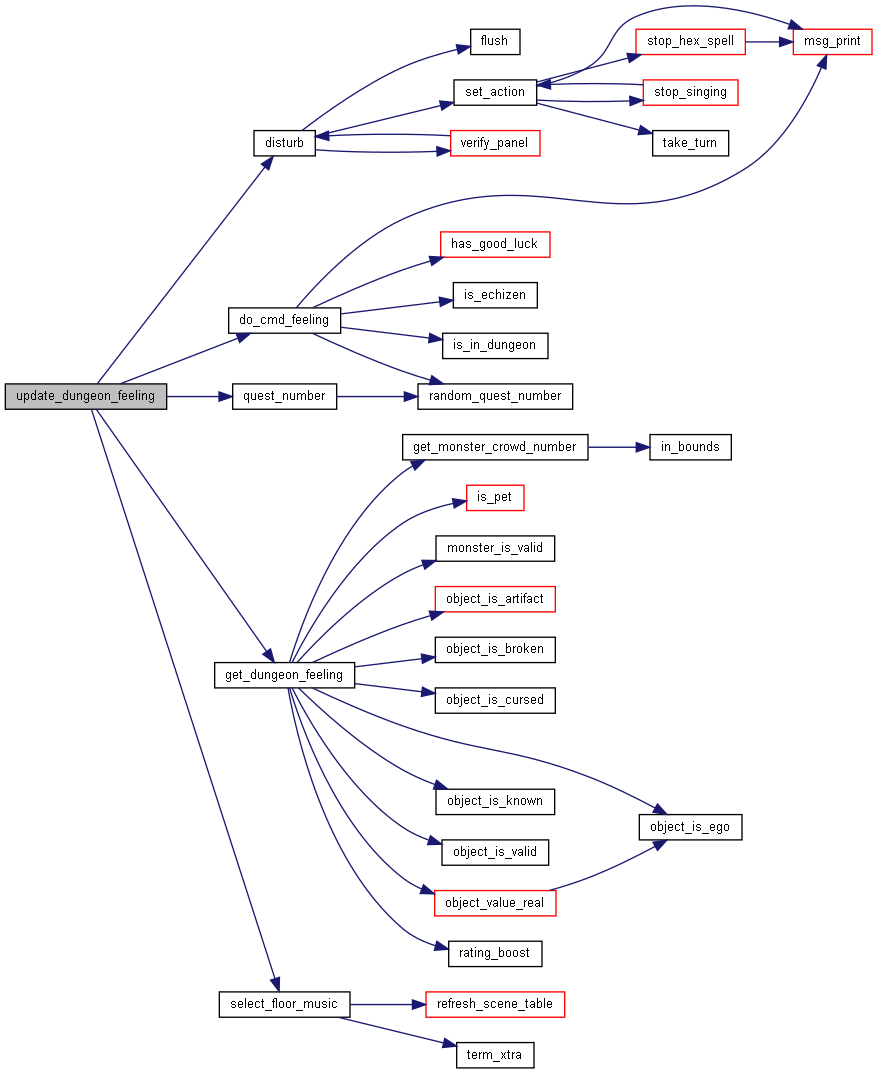 flush
stop_hex_spell
msg_print
set_action
stop_singing
disturb
verify_panel
take_turn
has_good_luck
is_echizen
do_cmd_feeling
is_in_dungeon
update_dungeon_feeling
quest_number
random_quest_number
get_monster_crowd_number
in_bounds
is_pet
monster_is_valid
object_is_artifact
object_is_broken
get_dungeon_feeling
object_is_cursed
object_is_known
object_is_ego
object_is_valid
object_value_real
rating_boost
select_floor_music
refresh_scene_table
term_xtra